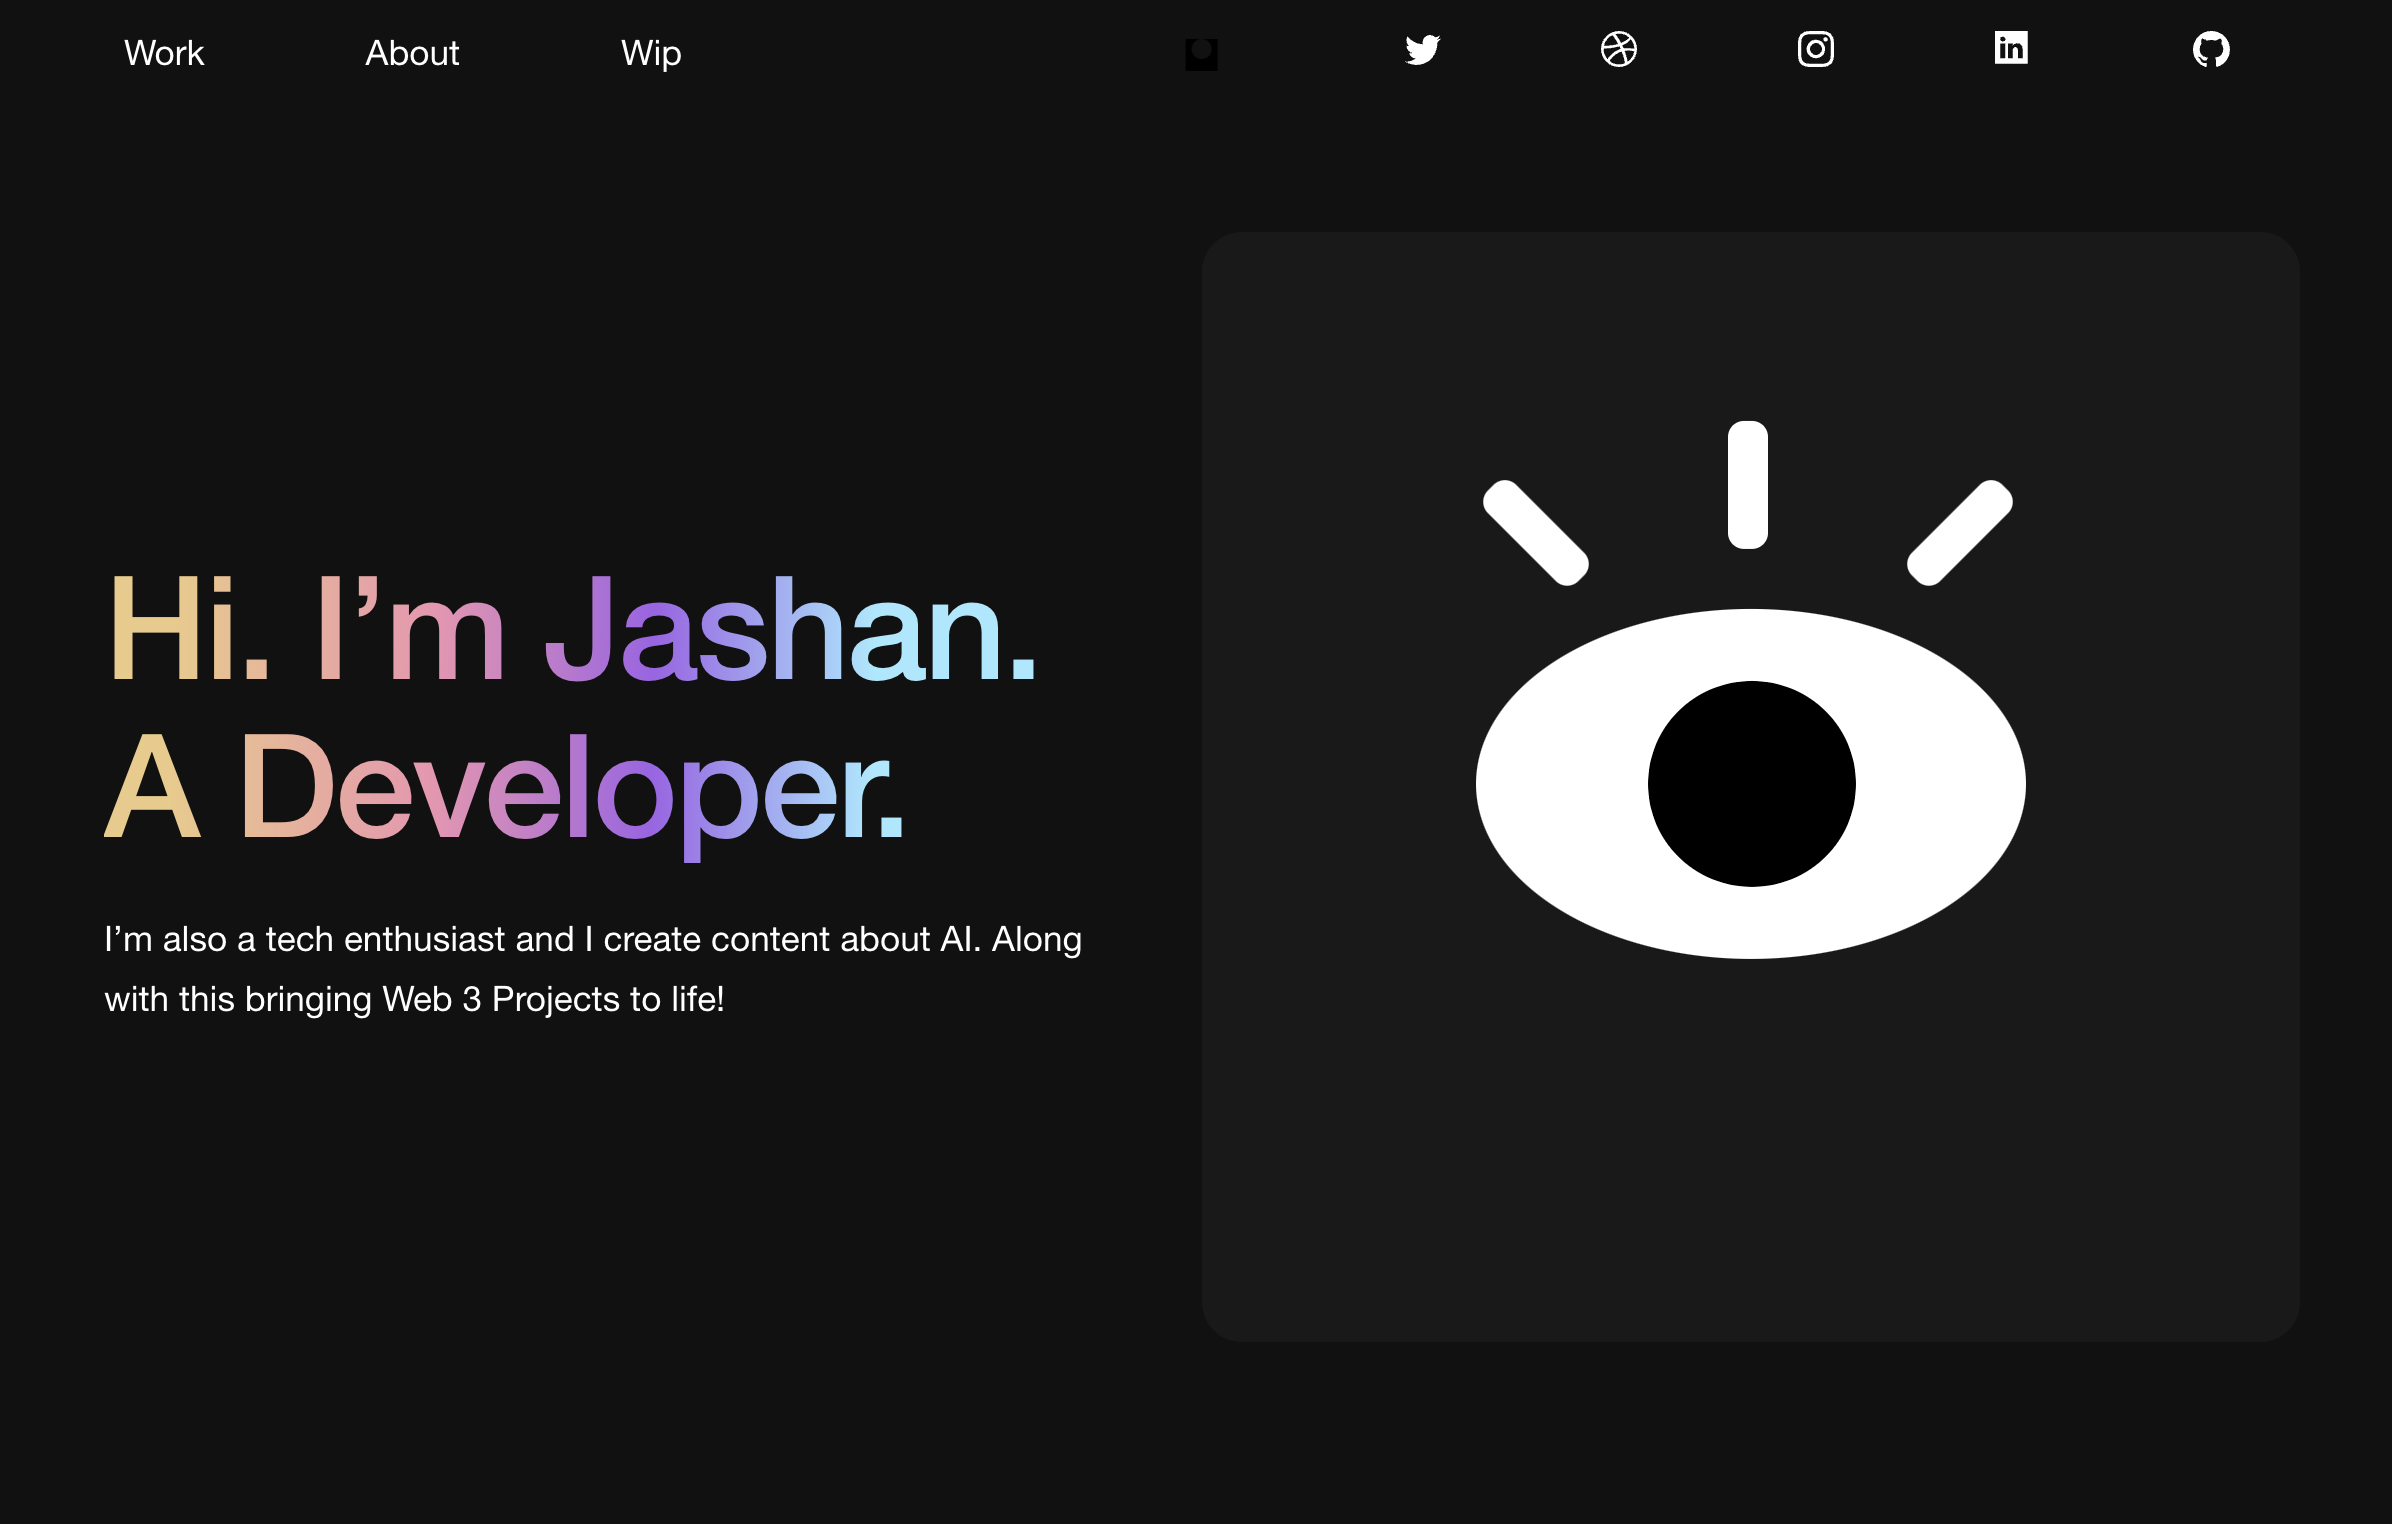 Work About Wip
Hi. I’m Jashan.
A Developer.
I’m also a tech enthusiast and I create content about AI. Along
with this bringing Web 3 Projects to life!